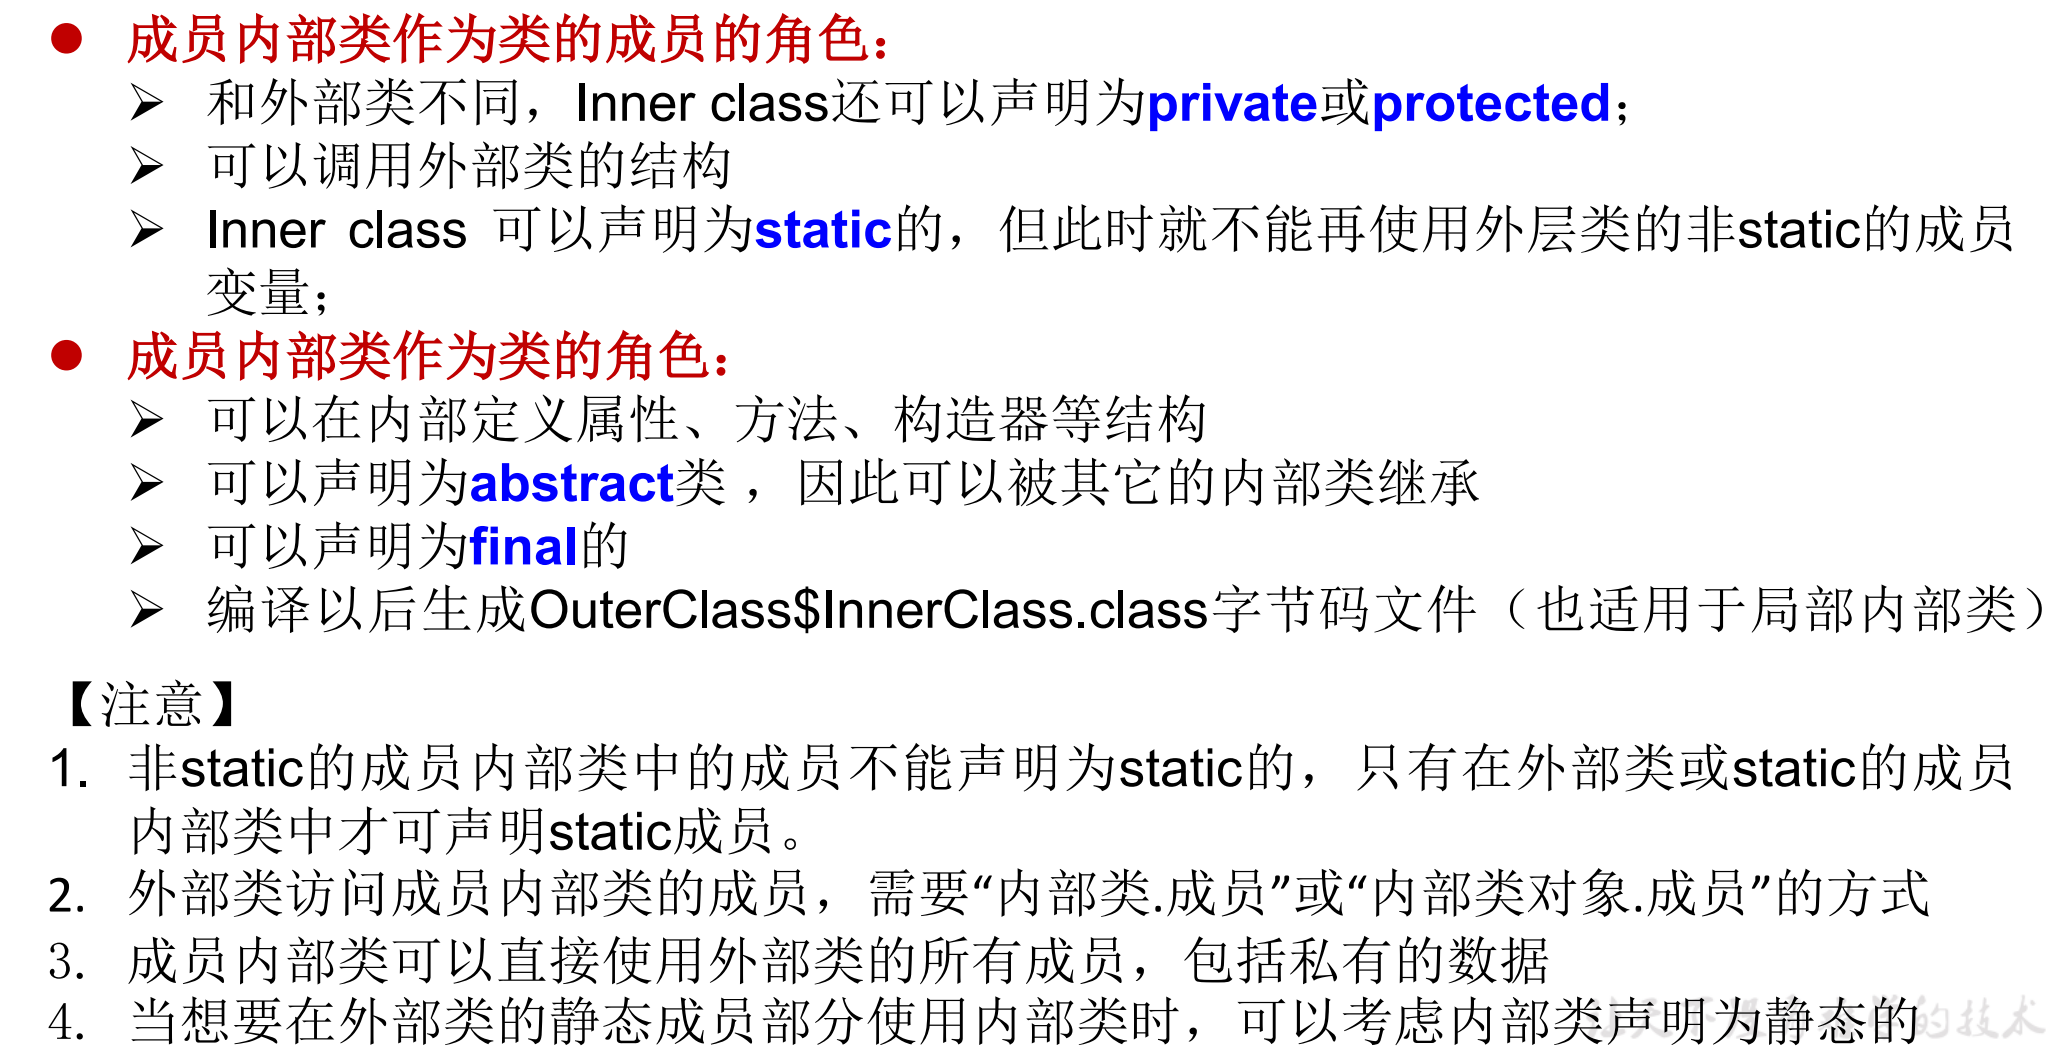 ● 成员内部类作为类的成员的角色：
➢ 和外部类不同，Inner class还可以声明为private或protected；
➢ 可以调用外部类的结构
➢ Inner class 可以声明为static的，但此时就不能再使用外层类的非static的成员
变量；
● 成员内部类作为类的角色：
➢ 可以在内部定义属性、方法、构造器等结构
➢ 可以声明为abstract类 ，因此可以被其它的内部类继承
➢ 可以声明为final的
➢ 编译以后生成OuterClass$InnerClass.class字节码文件（也适用于局部内部类）
【注意】
1. 非static的成员内部类中的成员不能声明为static的，只有在外部类或static的成员
内部类中才可声明static成员。
2. 外部类访问成员内部类的成员，需要“内部类.成员”或“内部类对象.成员”的方式
3. 成员内部类可以直接使用外部类的所有成员，包括私有的数据
4. 当想要在外部类的静态成员部分使用内部类时，可以考虑内部类声明为静态的
的技术